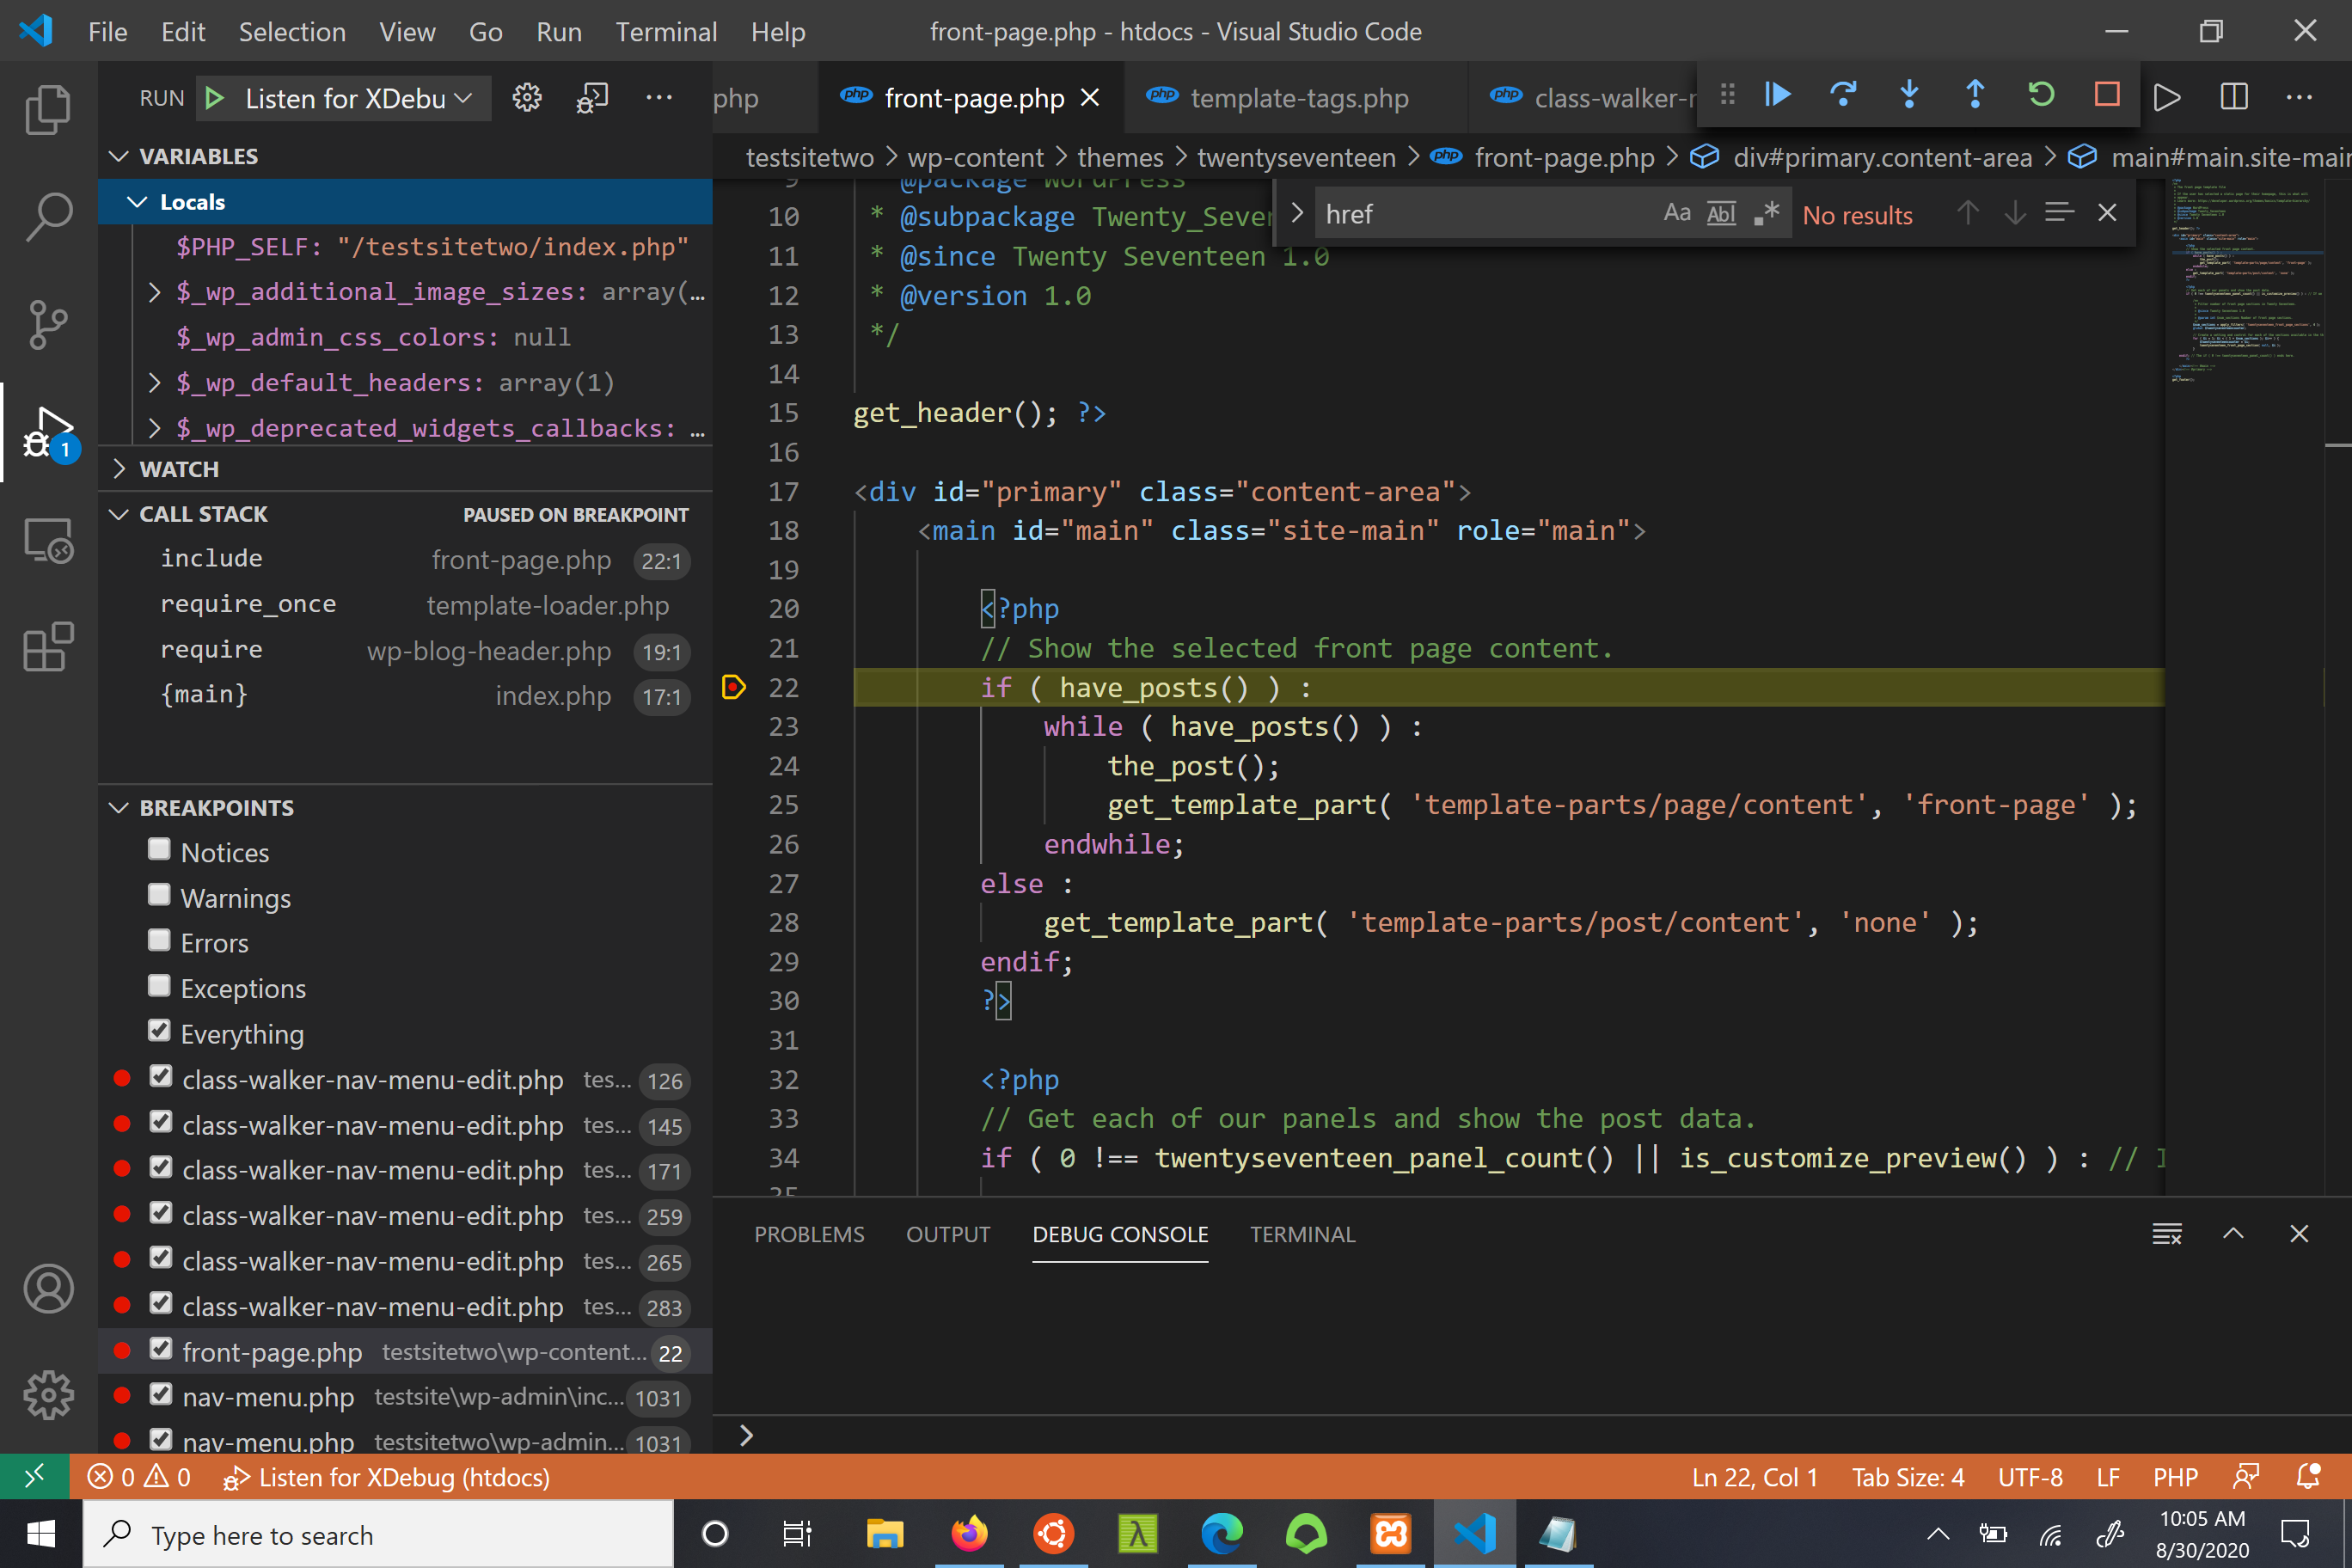 File Edit Selection View Go Run Terminal Help
front-page.php - htdocs - Visual Studio Code
RUN Listen for XDebu
php front-page.php template-tags.php class-walker-r
testsitetwo > wp-content > themes > twentyseventeen > front-page.php > div#primary.content-area > main#main.site-mair
VARIABLES
Locals
$PHP_SELF: "/testsitetwo/index.php"
$_wp_additional_image_sizes: array(…
$_wp_admin_css_colors: null
$_wp_default_headers: array(1)
$_wp_deprecated_widgets_callbacks: …
WATCH
CALL STACK PAUSED ON BREAKPOINT
include front-page.php 22:1
require_once template-loader.php
require wp-blog-header.php 19:1
{main} index.php 17:1
BREAKPOINTS
Notices
Warnings
Errors
Exceptions
Everything
class-walker-nav-menu-edit.php tes... 126
class-walker-nav-menu-edit.php tes... 145
class-walker-nav-menu-edit.php tes... 171
class-walker-nav-menu-edit.php tes... 259
class-walker-nav-menu-edit.php tes... 265
class-walker-nav-menu-edit.php tes... 283
front-page.php testsitetwo\wp-content... 22
nav-menu.php testsite\wp-admin\inc... 1031
nav-menu.php testsitetwo\wp-admin... 1031
href Aa Abl .* No results
9 @package WordPress
10 * @subpackage Twenty_Seven
11 * @since Twenty Seventeen 1.0
12 * @version 1.0
13 */
14
15 get_header(); ?>
16
17 <div id="primary" class="content-area">
18 <main id="main" class="site-main" role="main">
19
20 <?php
21 // Show the selected front page content.
22 if ( have_posts() ) :
23 while ( have_posts() ) :
24 the_post();
25 get_template_part( 'template-parts/page/content', 'front-page' );
26 endwhile;
27 else :
28 get_template_part( 'template-parts/post/content', 'none' );
29 endif;
30 ?>
31
32 <?php
33 // Get each of our panels and show the post data.
34 if ( 0 !== twentyseventeen_panel_count() || is_customize_preview() ) : // I
35
PROBLEMS OUTPUT DEBUG CONSOLE TERMINAL
>
1
0 0 Listen for XDebug (htdocs) Ln 22, Col 1 Tab Size: 4 UTF-8 LF PHP
Type here to search
10:05 AM
8/30/2020